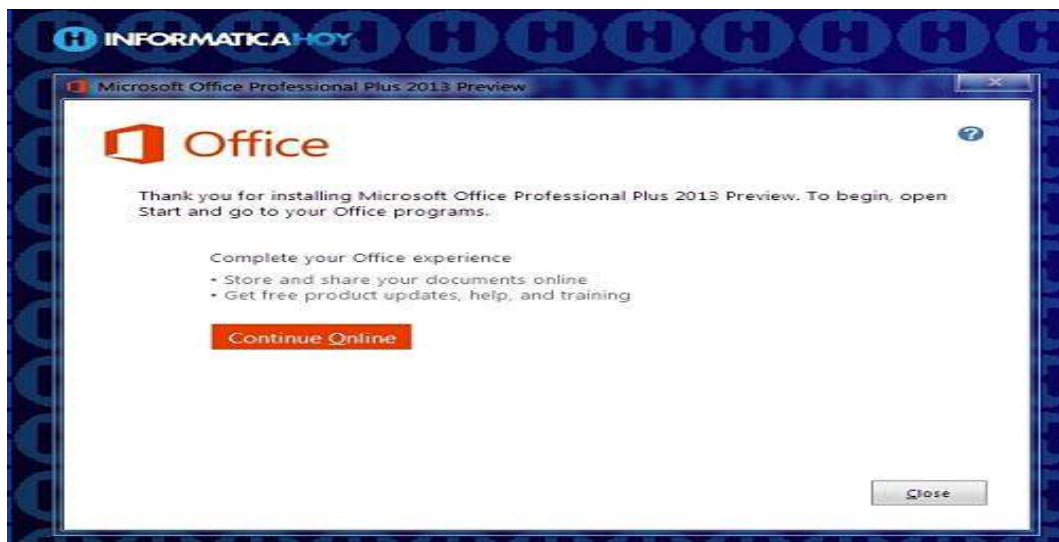 INFORMATICAHOY
Microsoft Office Professional Plus 2013 Preview
Office
?
Thank you for installing Microsoft Office Professional Plus 2013 Preview. To begin, open
Start and go to your Office programs.
Complete your Office experience
• Store and share your documents online
• Get free product updates, help, and training
Continue Online
Close